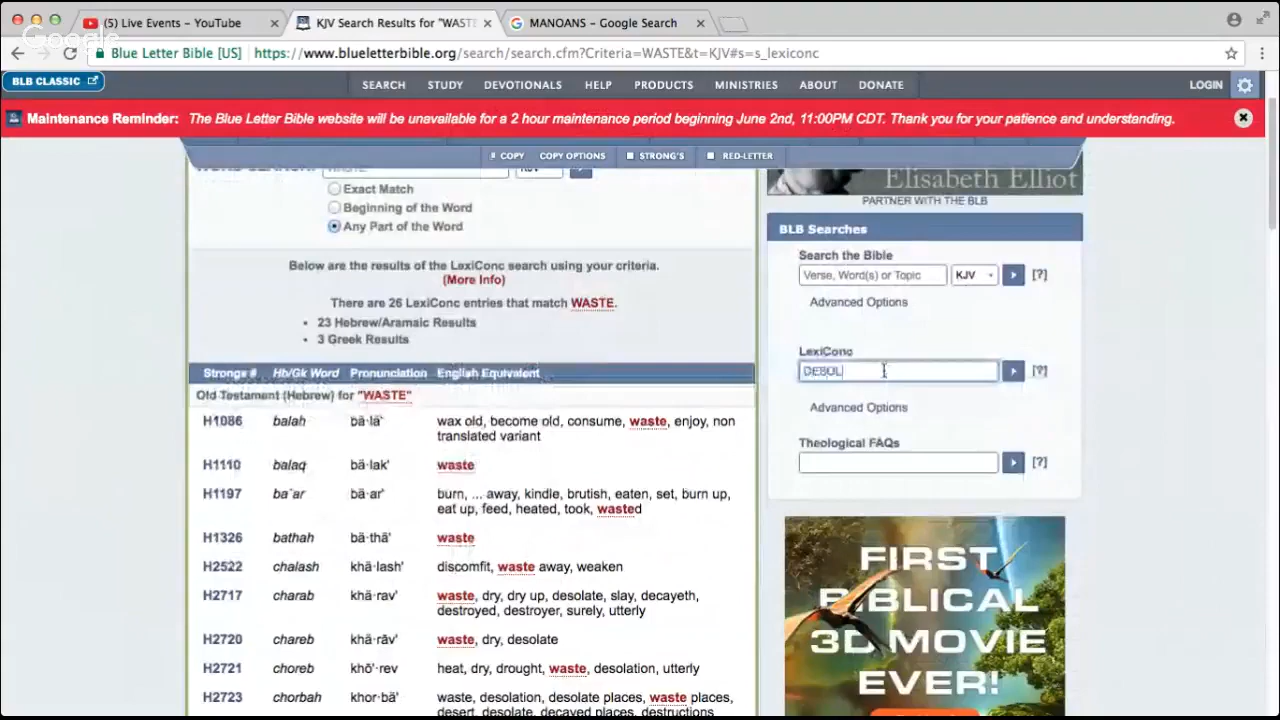 (5) Live Events – YouTube
KJV Search Results for "WASTE
MANOANS – Google Search
Google
Blue Letter Bible [US]
https://www.blueletterbible.org/search/search.cfm?Criteria=WASTE&t=KJV#s=s_lexiconc
BLB CLASSIC
SEARCH STUDY DEVOTIONALS HELP PRODUCTS MINISTRIES ABOUT DONATE
LOGIN
Maintenance Reminder: The Blue Letter Bible website will be unavailable for a 2 hour maintenance period beginning June 2nd, 11:00PM CDT. Thank you for your patience and understanding.
COPY COPY OPTIONS STRONG'S RED-LETTER
Exact Match
Beginning of the Word
Any Part of the Word
Below are the results of the LexiConc search using your criteria.
(More Info)
There are 26 LexiConc entries that match WASTE.
• 23 Hebrew/Aramaic Results
• 3 Greek Results
Strongs # Hb/Gk Word Pronunciation English Equivalent
Old Testament (Hebrew) for "WASTE"
H1086 balah bā·lä' wax old, become old, consume, waste, enjoy, non
translated variant
H1110 balaq bä·lak' waste
H1197 ba`ar bä·ar' burn, ... away, kindle, brutish, eaten, set, burn up,
eat up, feed, heated, took, wasted
H1326 bathah bä·thä' waste
H2522 chalash khä·lash' discomfit, waste away, weaken
H2717 charab khä·rav' waste, dry, dry up, desolate, slay, decayeth,
destroyed, destroyer, surely, utterly
H2720 chareb khä·răv' waste, dry, desolate
H2721 choreb khō'·rev heat, dry, drought, waste, desolation, utterly
H2723 chorbah khor·bä' waste, desolation, desolate places, waste places,
desert, desolate, decayed places, destructions
Elisabeth Elliot
PARTNER WITH THE BLB
BLB Searches
Search the Bible
Verse, Word(s) or Topic KJV [?]
Advanced Options
LexiConc
DESOL [?]
Advanced Options
Theological FAQs
[?]
FIRST
BIBLICAL
3D MOVIE
EVER!